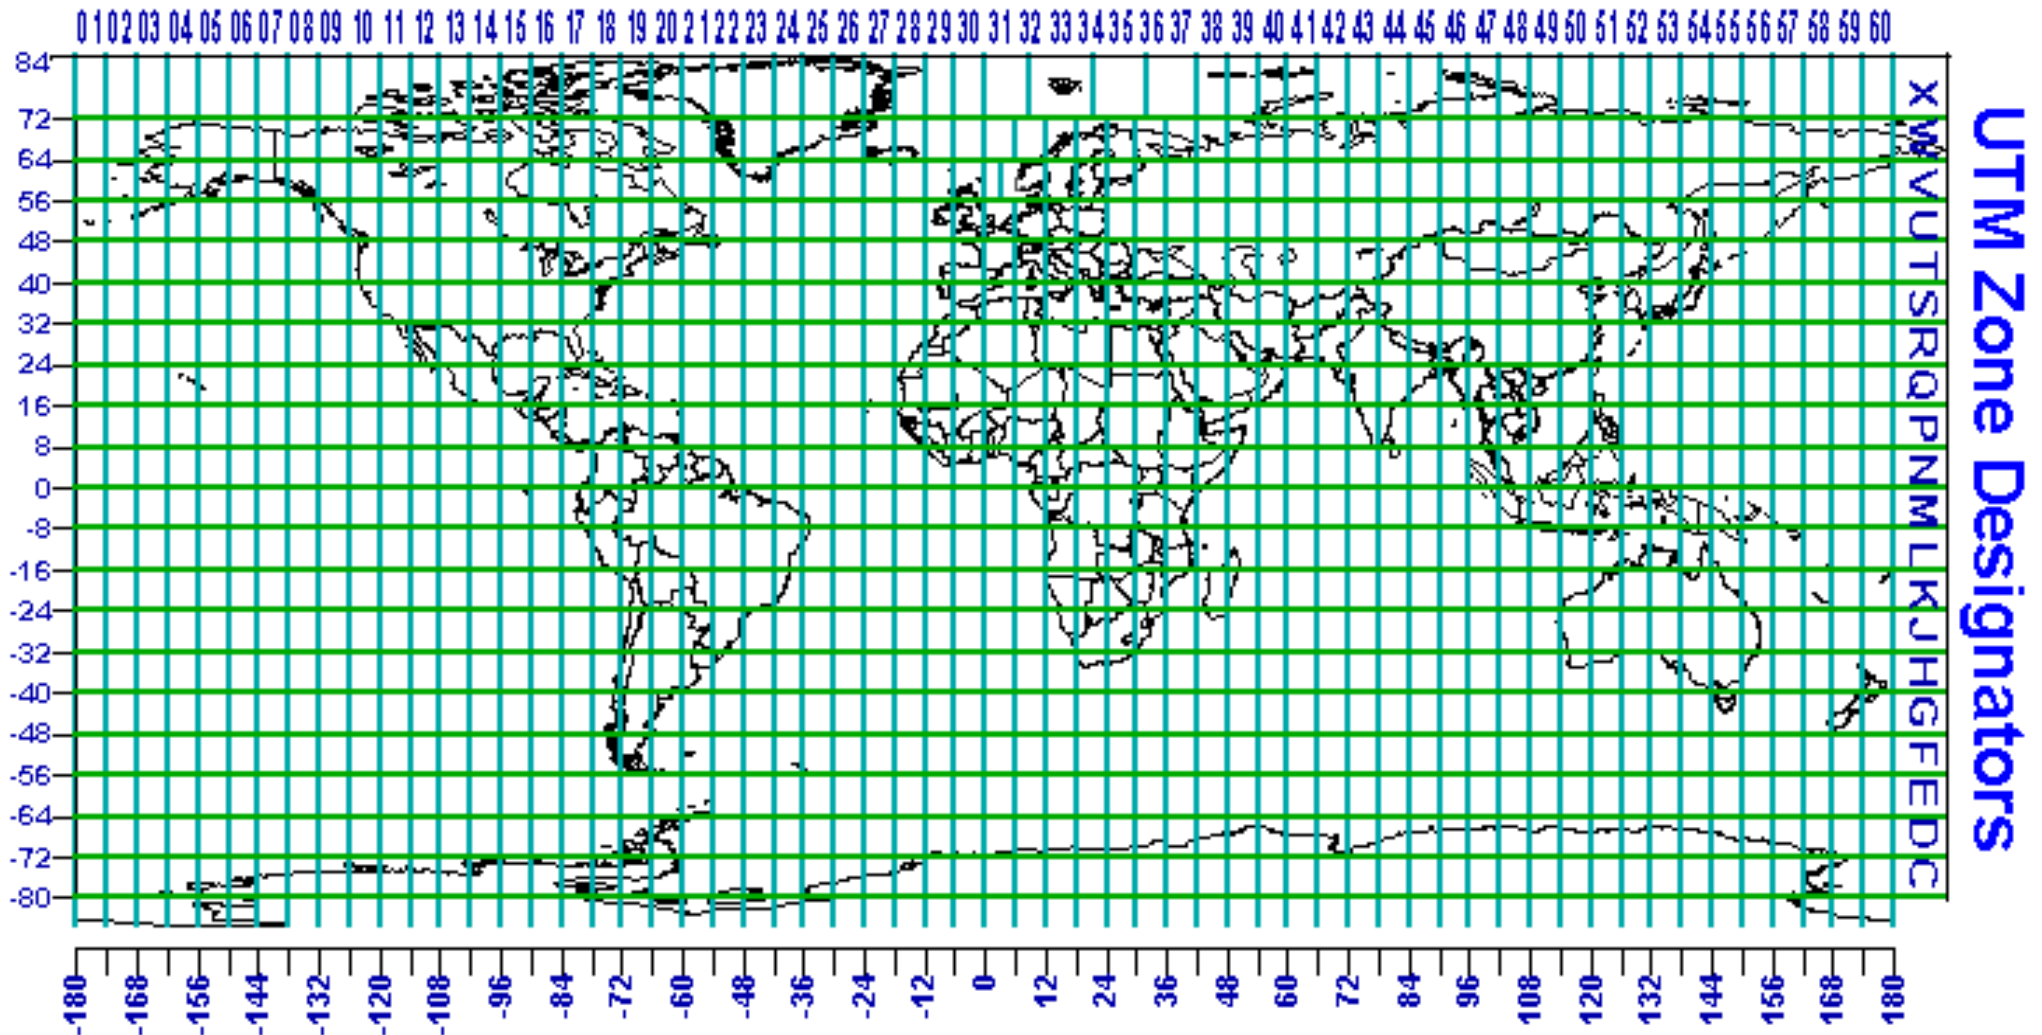 01 02 03 04 05 06 07 08 09 10 11 12 13 14 15 16 17 18 19 20 21 22 23 24 25 26 27 28 29 30 31 32 33 34 35 36 37 38 39 40 41 42 43 44 45 46 47 48 49 50 51 52 53 54 55 56 57 58 59 60
84
72
64
56
48
40
32
24
16
8
0
-8
-16
-24
-32
-40
-48
-56
-64
-72
-80
X
W
V
U
T
S
R
Q
P
N
M
L
K
J
H
G
F
E
D
C
UTM Zone Designators
-180 -168 -156 -144 -132 -120 -108 -96 -84 -72 -60 -48 -36 -24 -12 0 12 24 36 48 60 72 84 96 108 120 132 144 156 168 180